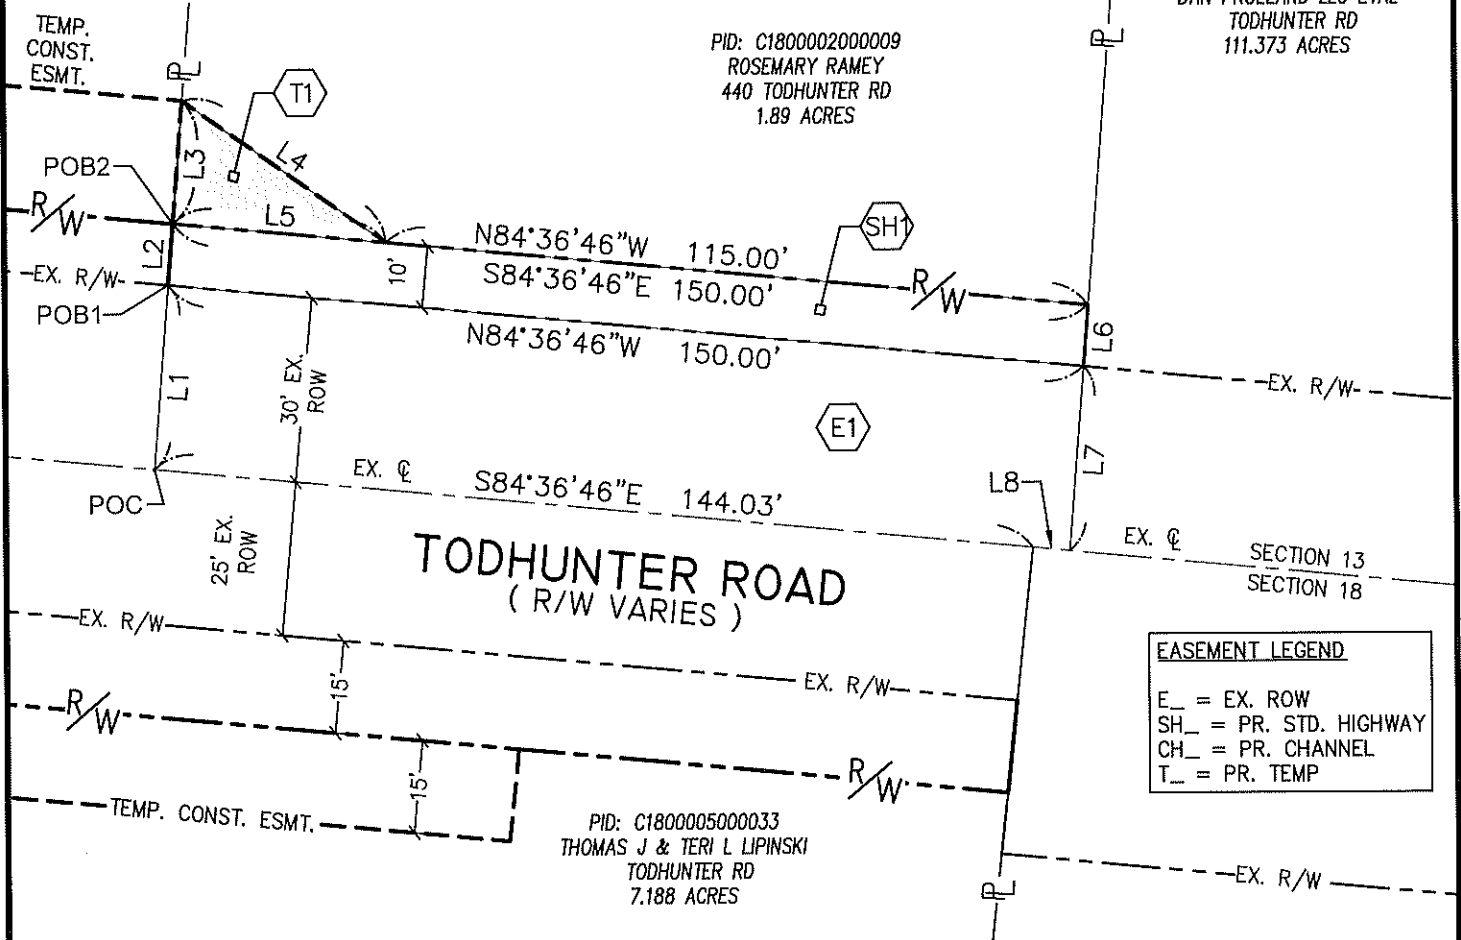 TEMP.
CONST.
ESMT.
PL
T1
PID: C1800002000009
ROSEMARY RAMEY
440 TODHUNTER RD
1.89 ACRES
PL
TODHUNTER RD
111.373 ACRES
POB2
L3
L4
L5
R/W
L2
EX. R/W
POB1
10'
N84°36'46"W 115.00'
S84°36'46"E 150.00'
N84°36'46"W 150.00'
SH1
R/W
L6
EX. R/W
L1
30' EX.
ROW
E1
L7
L8
POC
EX. CL
S84°36'46"E 144.03'
EX. CL
SECTION 13
SECTION 18
25' EX.
ROW
TODHUNTER ROAD
( R/W VARIES )
EX. R/W
EX. R/W
15'
R/W
R/W
15'
TEMP. CONST. ESMT.
PID: C1800005000033
THOMAS J & TERI L LIPINSKI
TODHUNTER RD
7.188 ACRES
PL
EX. R/W
EASEMENT LEGEND
E_ = EX. ROW
SH_ = PR. STD. HIGHWAY
CH_ = PR. CHANNEL
T_ = PR. TEMP